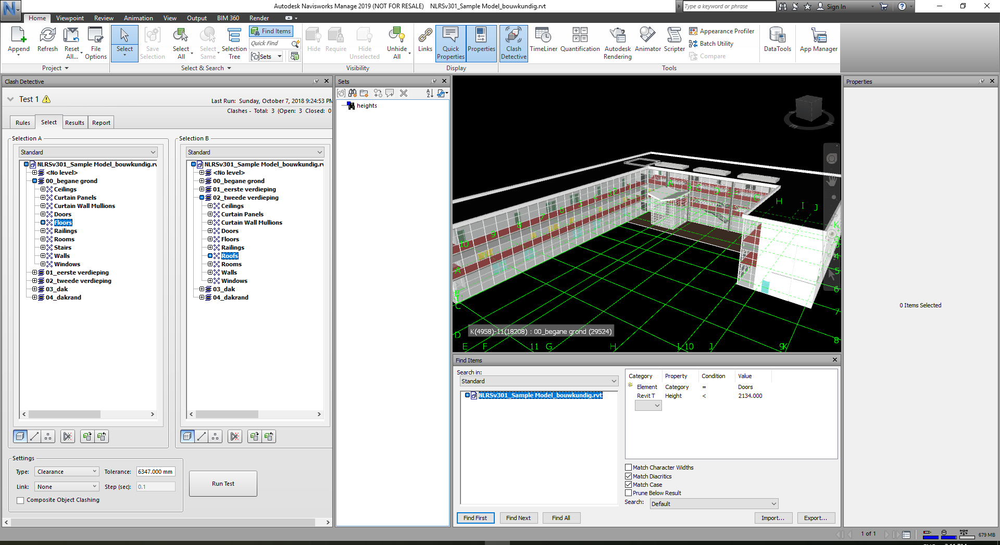 Autodesk Navisworks Manage 2019 (NOT FOR RESALE)    NLRSv301_Sample Model_bouwkundig.rvt
Type a keyword or phrase
Sign In
Home Viewpoint Review Animation View Output BIM 360 Render
Append Refresh Reset All... File Options
Project
Select Save Selection Select All Select Same Selection Tree
Find Items
Quick Find
Sets
Select & Search
Hide Require Hide Unselected Unhide All
Visibility
Links Quick Properties Properties
Display
Clash Detective TimeLiner Quantification Autodesk Rendering Animator Scripter
Appearance Profiler
Batch Utility
Compare
Tools
DataTools App Manager
Clash Detective
Test 1
Last Run: Sunday, October 7, 2018 9:24:53 PM
Clashes - Total: 3 (Open: 3 Closed: 0
Rules Select Results Report
Selection A
Standard
NLRSv301_Sample Model_bouwkundig.rv
<No level>
00_begane grond
Ceilings
Curtain Panels
Curtain Wall Mullions
Doors
Floors
Railings
Rooms
Stairs
Walls
Windows
01_eerste verdieping
02_tweede verdieping
03_dak
04_dakrand
Selection B
Standard
NLRSv301_Sample Model_bouwkundig.rv
<No level>
00_begane grond
01_eerste verdieping
02_tweede verdieping
Ceilings
Curtain Panels
Curtain Wall Mullions
Doors
Floors
Railings
Roofs
Rooms
Walls
Windows
03_dak
04_dakrand
Settings
Type: Clearance Tolerance: 6347.000 mm
Link: None Step (sec): 0.1
Composite Object Clashing
Run Test
Sets
heights
H I J
K
10 9 8 7
A
C
D
E F 11 G H I 10 J 9 K
4
5
6
7
8
K(4958)-11(18208) : 00_begane grond (29524)
Find Items
Search in:
Standard
NLRSv301_Sample Model_bouwkundig.rvt
Category Property Condition Value
Element Category = Doors
Revit T Height < 2134.000
Match Character Widths
Match Diacritics
Match Case
Prune Below Result
Search: Default
Find First Find Next Find All Import... Export...
Properties
0 Items Selected
1 of 1
679 MB